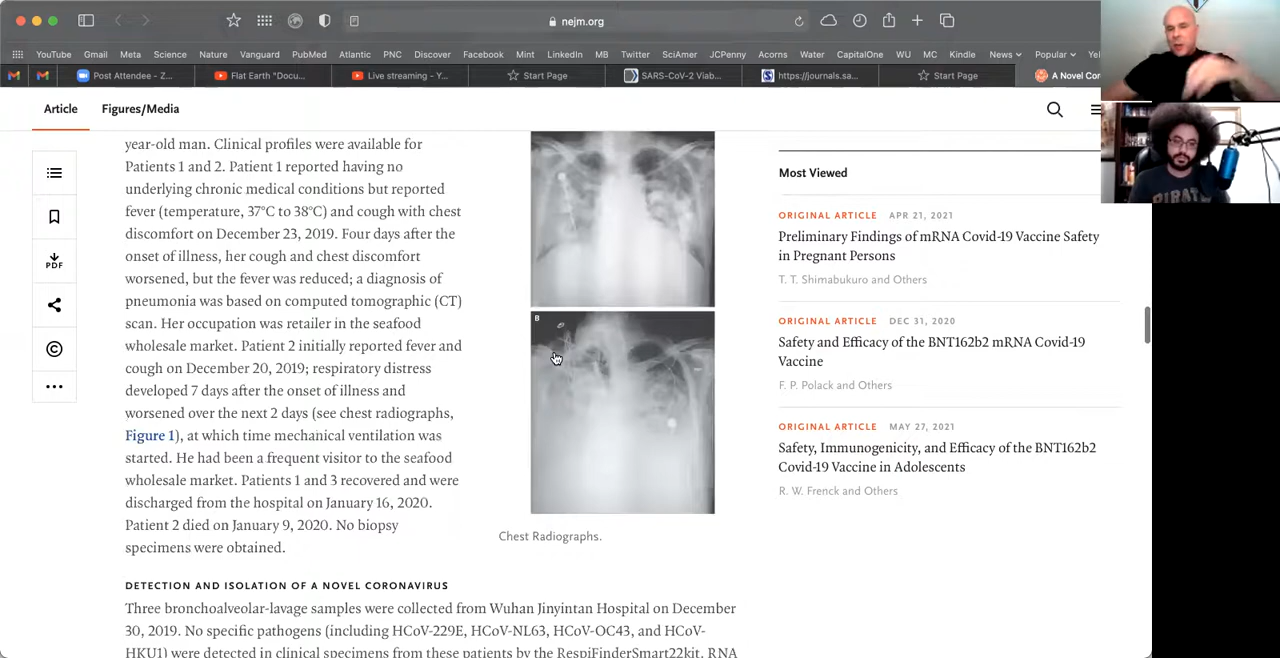 nejm.org
YouTube Gmail Meta Science Nature Vanguard PubMed Atlantic PNC Discover Facebook Mint LinkedIn MB Twitter SciAmer JCPenny Acorns Water CapitalOne WU MC Kindle News Popular Yel
Post Attendee - Z... Flat Earth "Docu... Live streaming - Y... Start Page SARS-CoV-2 Viab... https://journals.sa... Start Page A Novel Cor
Article Figures/Media
PDF
year-old man. Clinical profiles were available for
Patients 1 and 2. Patient 1 reported having no
underlying chronic medical conditions but reported
fever (temperature, 37°C to 38°C) and cough with chest
discomfort on December 23, 2019. Four days after the
onset of illness, her cough and chest discomfort
worsened, but the fever was reduced; a diagnosis of
pneumonia was based on computed tomographic (CT)
scan. Her occupation was retailer in the seafood
wholesale market. Patient 2 initially reported fever and
cough on December 20, 2019; respiratory distress
developed 7 days after the onset of illness and
worsened over the next 2 days (see chest radiographs,
Figure 1), at which time mechanical ventilation was
started. He had been a frequent visitor to the seafood
wholesale market. Patients 1 and 3 recovered and were
discharged from the hospital on January 16, 2020.
Patient 2 died on January 9, 2020. No biopsy
specimens were obtained.
B
Chest Radiographs.
DETECTION AND ISOLATION OF A NOVEL CORONAVIRUS
Three bronchoalveolar-lavage samples were collected from Wuhan Jinyintan Hospital on December
30, 2019. No specific pathogens (including HCoV-229E, HCoV-NL63, HCoV-OC43, and HCoV-
HKU1) were detected in clinical specimens from these patients by the RespiFinderSmart22kit. RNA
Most Viewed
ORIGINAL ARTICLE APR 21, 2021
Preliminary Findings of mRNA Covid-19 Vaccine Safety
in Pregnant Persons
T. T. Shimabukuro and Others
ORIGINAL ARTICLE DEC 31, 2020
Safety and Efficacy of the BNT162b2 mRNA Covid-19
Vaccine
F. P. Polack and Others
ORIGINAL ARTICLE MAY 27, 2021
Safety, Immunogenicity, and Efficacy of the BNT162b2
Covid-19 Vaccine in Adolescents
R. W. Frenck and Others
PIRATE